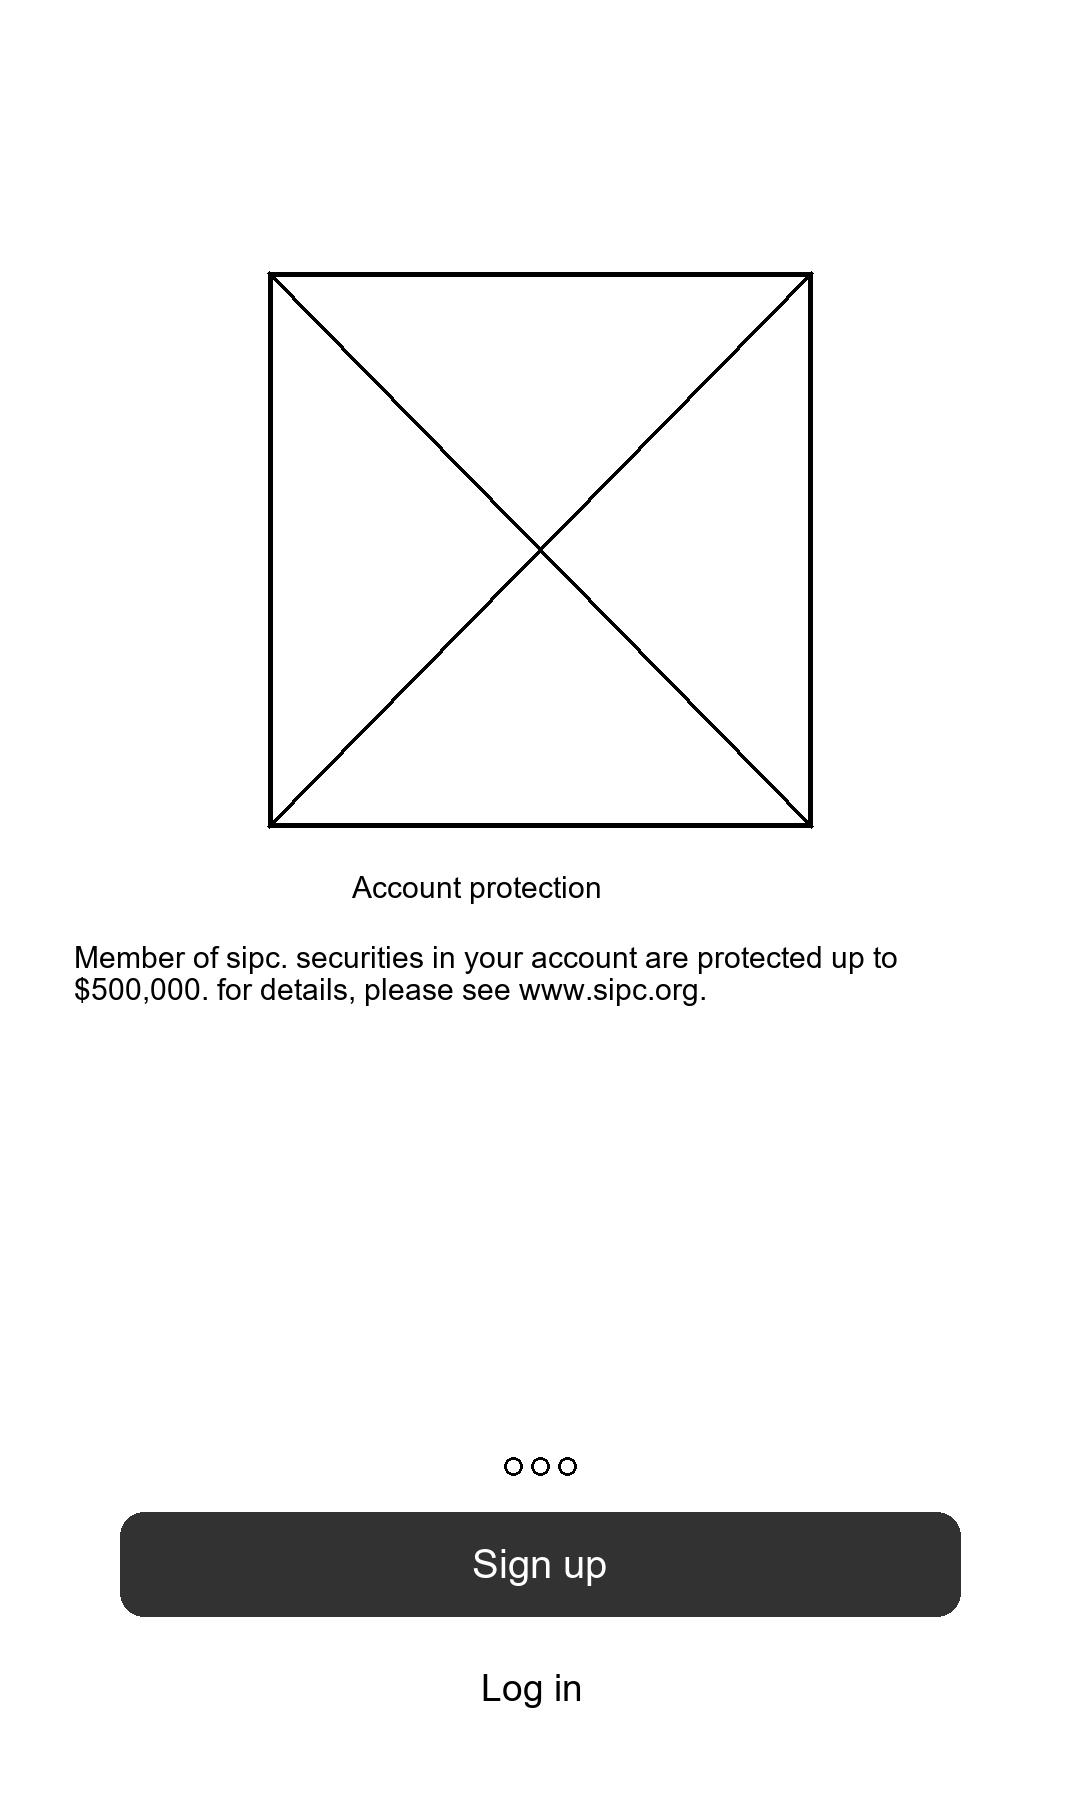 Account protection
Member of sipc. securities in your account are protected up to
$500,000. for details, please see www.sipc.org.
Sign up
Log in